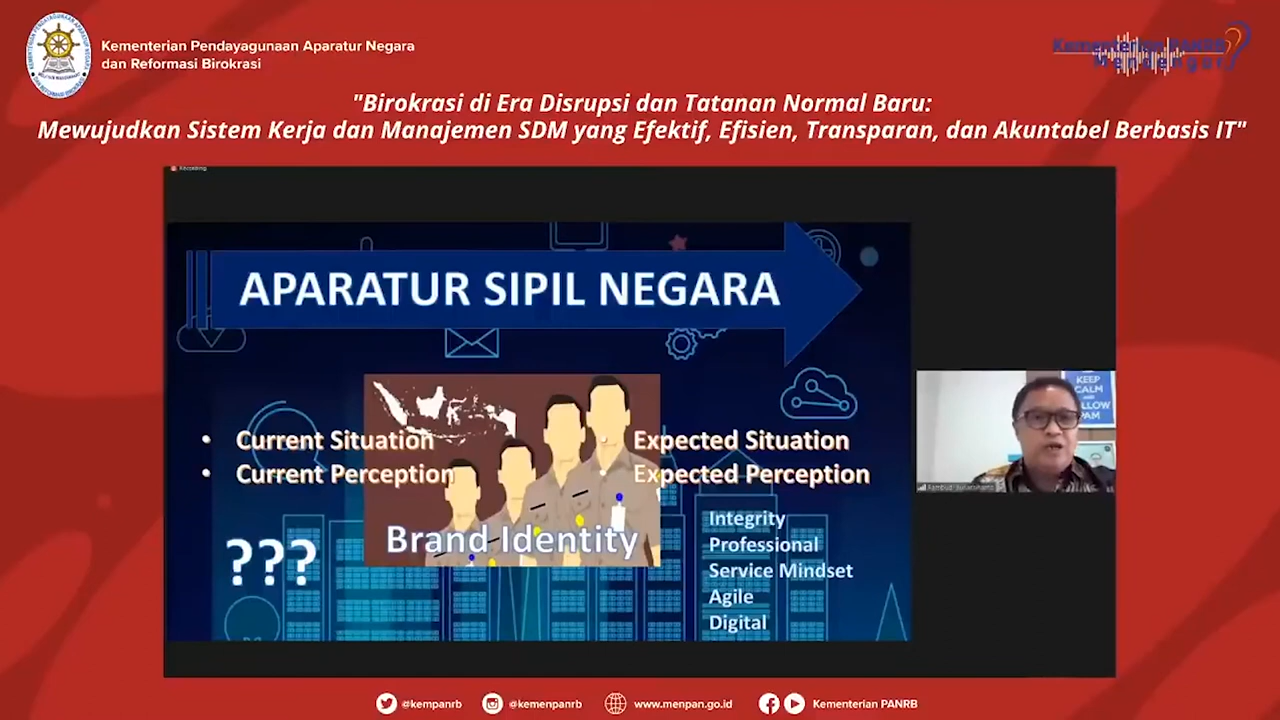 Kementerian Pendayagunaan Aparatur Negara
dan Reformasi Birokrasi
Kementerian PANRB
Mendengar
"Birokrasi di Era Disrupsi dan Tatanan Normal Baru:
Mewujudkan Sistem Kerja dan Manajemen SDM yang Efektif, Efisien, Transparan, dan Akuntabel Berbasis IT"
APARATUR SIPIL NEGARA
• Current Situation
• Current Perception
• Expected Situation
• Expected Perception
Brand Identity
???
Integrity
Professional
Service Mindset
Agile
Digital
KEEP
CALM
@kempanrb
@kemenpanrb
www.menpan.go.id
Kementerian PANRB